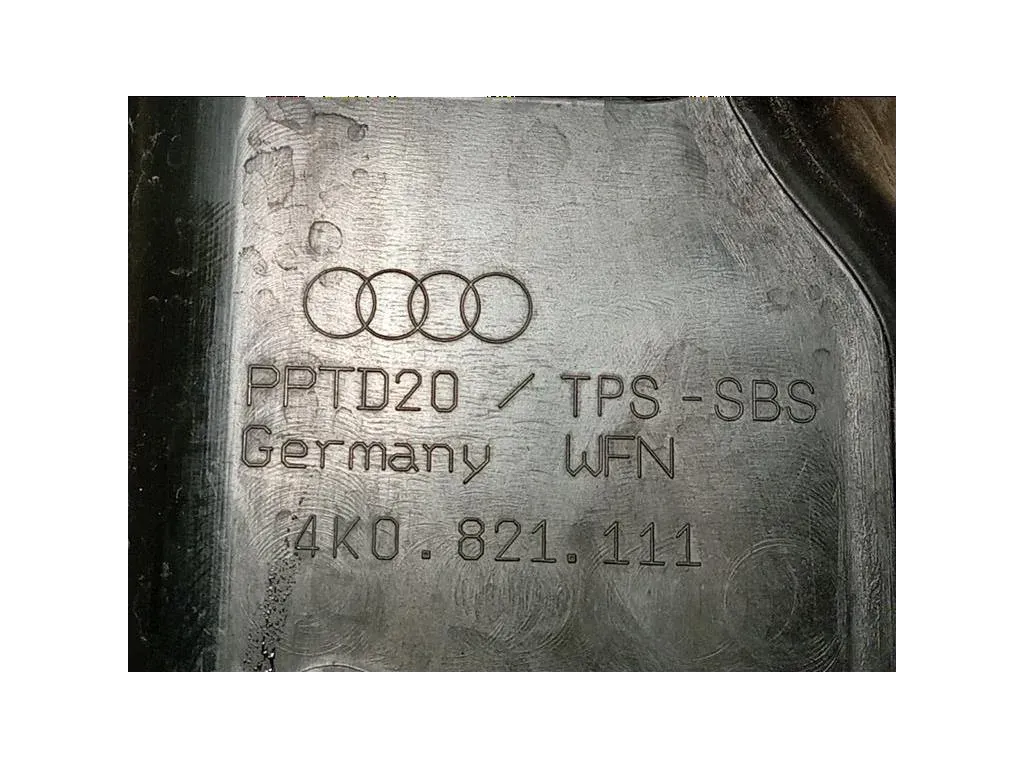 PPTD20 / TPS-SBS
Germany WFN
4K0.821.111